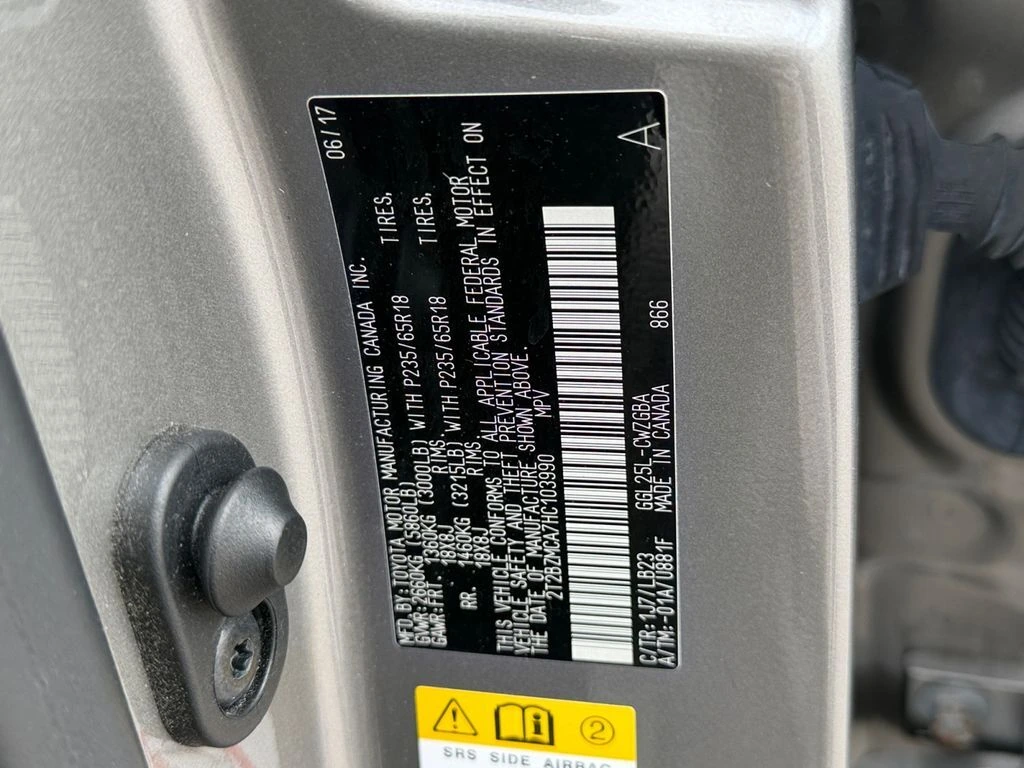 06/17
MFD.BY:TOYOTA MOTOR MANUFACTURING CANADA INC.
GVWR:2660KG (5860LB)
GAWR:FRT. 1360KG (3000LB) WITH P235/65R18 TIRES,
18X8J RIMS
RR. 1460KG (3215LB) WITH P235/65R18 TIRES,
18X8J RIMS
THIS VEHICLE CONFORMS TO ALL APPLICABLE FEDERAL MOTOR
VEHICLE SAFETY AND THEFT PREVENTION STANDARDS IN EFFECT ON
THE DATE OF MANUFACTURE SHOWN ABOVE.
2T2BZMCA7HC103990 MPV
C/TR:1J7/LB23 GGL25L-CWZGBA 866
A/TM:-01A/U881F MADE IN CANADA
A
2
SRS SIDE AIRBAG